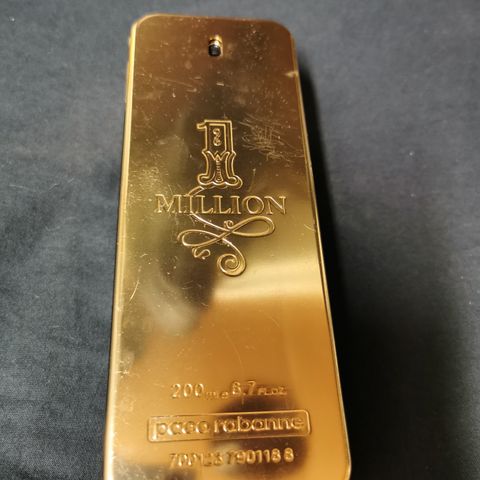 1
MILLION
200 ml e 6.7 FL.OZ
paco rabanne